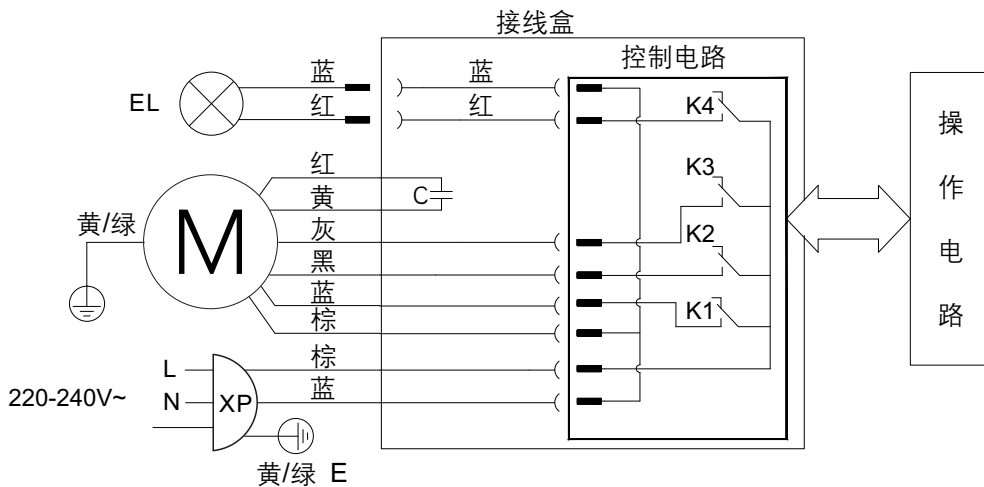 接线盒
控制电路
EL
蓝
红
蓝
红
K4
操作电路
红
黄
C
K3
黄/绿
M
灰
K2
黑
蓝
K1
棕
220-240V~
L
N
XP
棕
蓝
黄/绿 E